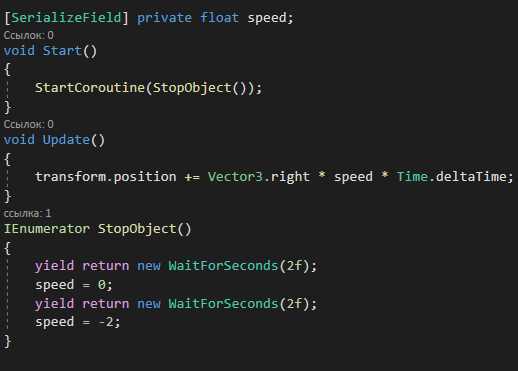 [SerializeField] private float speed;
Ссылок: 0
void Start()
{
StartCoroutine(StopObject());
}
Ссылок: 0
void Update()
{
transform.position += Vector3.right * speed * Time.deltaTime;
}
ссылка: 1
IEnumerator StopObject()
{
yield return new WaitForSeconds(2f);
speed = 0;
yield return new WaitForSeconds(2f);
speed = -2;
}